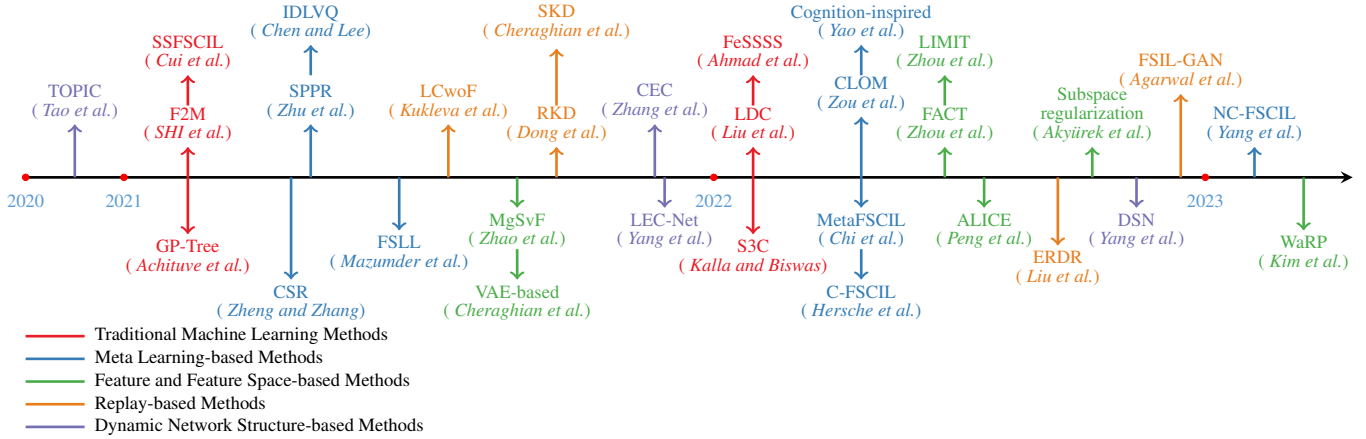 IDLVQ
( Chen and Lee)
SKD
( Cheraghian et al.)
Cognition-inspired
( Yao et al.)
SSFSCIL
( Cui et al.)
FeSSSS
( Ahmad et al.)
LIMIT
( Zhou et al.)
FSIL-GAN
( Agarwal et al.)
TOPIC
( Tao et al.)
F2M
( SHI et al.)
SPPR
( Zhu et al.)
LCwoF
( Kukleva et al.)
RKD
( Dong et al.)
CEC
( Zhang et al.)
LDC
( Liu et al.)
CLOM
( Zou et al.)
FACT
( Zhou et al.)
Subspace
regularization
( Akyürek et al.)
NC-FSCIL
( Yang et al.)
2020
2021
2022
2023
GP-Tree
( Achituve et al.)
CSR
( Zheng and Zhang)
FSLL
( Mazumder et al.)
MgSvF
( Zhao et al.)
VAE-based
( Cheraghian et al.)
LEC-Net
( Yang et al.)
S3C
( Kalla and Biswas)
MetaFSCIL
( Chi et al.)
C-FSCIL
( Hersche et al.)
ALICE
( Peng et al.)
ERDR
( Liu et al.)
DSN
( Yang et al.)
WaRP
( Kim et al.)
Traditional Machine Learning Methods
Meta Learning-based Methods
Feature and Feature Space-based Methods
Replay-based Methods
Dynamic Network Structure-based Methods